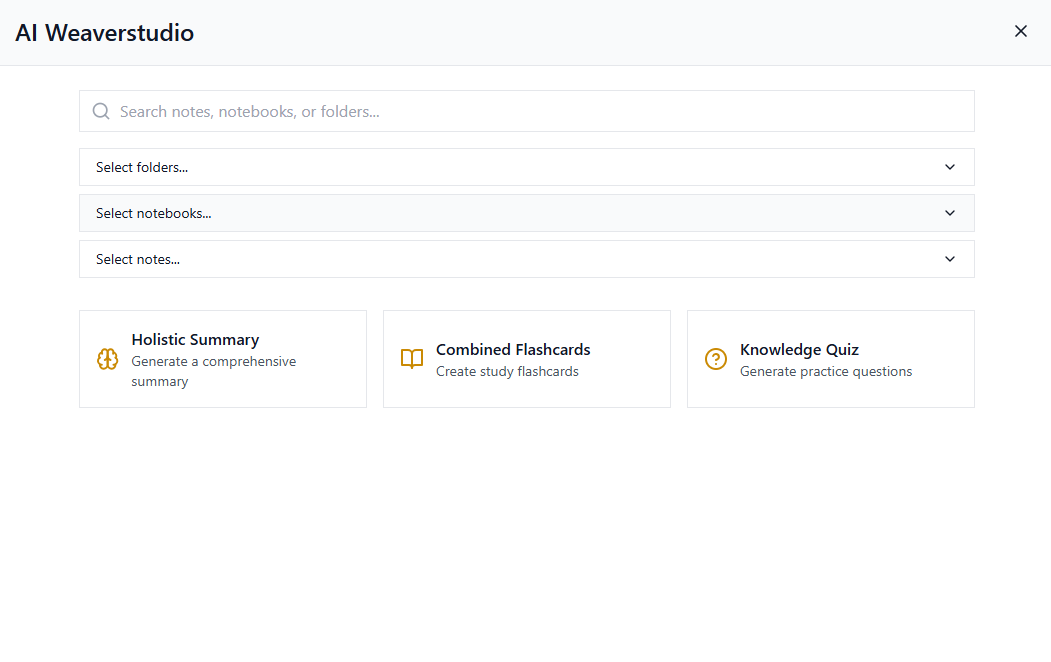 AI Weaverstudio
Search notes, notebooks, or folders...
Select folders...
Select notebooks...
Select notes...
Holistic Summary
Generate a comprehensive
summary
Combined Flashcards
Create study flashcards
Knowledge Quiz
Generate practice questions